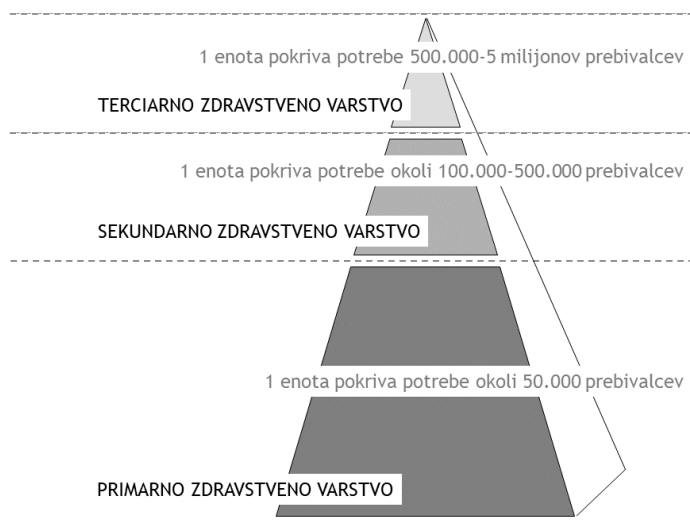 1 enota pokriva potrebe 500.000-5 milijonov prebivalcev
TERCIARNO ZDRAVSTVENO VARSTVO
1 enota pokriva potrebe okoli 100.000-500.000 prebivalcev
SEKUNDARNO ZDRAVSTVENO VARSTVO
1 enota pokriva potrebe okoli 50.000 prebivalcev
PRIMARNO ZDRAVSTVENO VARSTVO